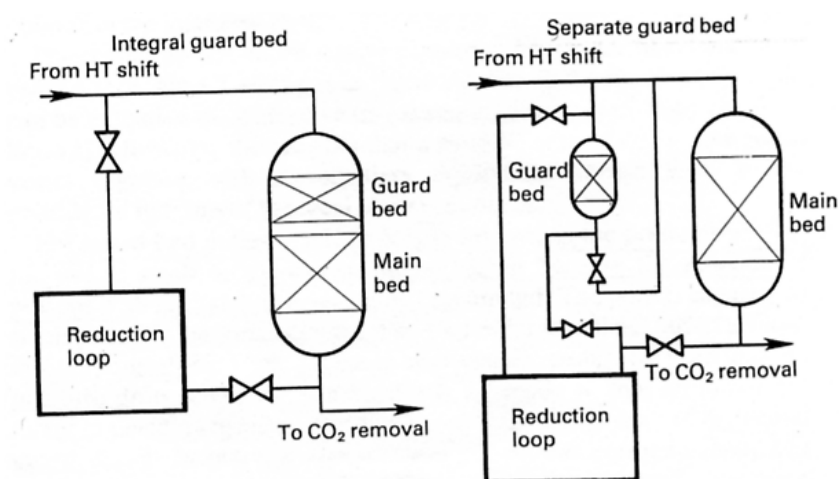 Integral guard bed
From HT shift
Guard
bed
Main
bed
Reduction
loop
To CO₂ removal
Separate guard bed
From HT shift
Guard
bed
Main
bed
To CO₂ removal
Reduction
loop